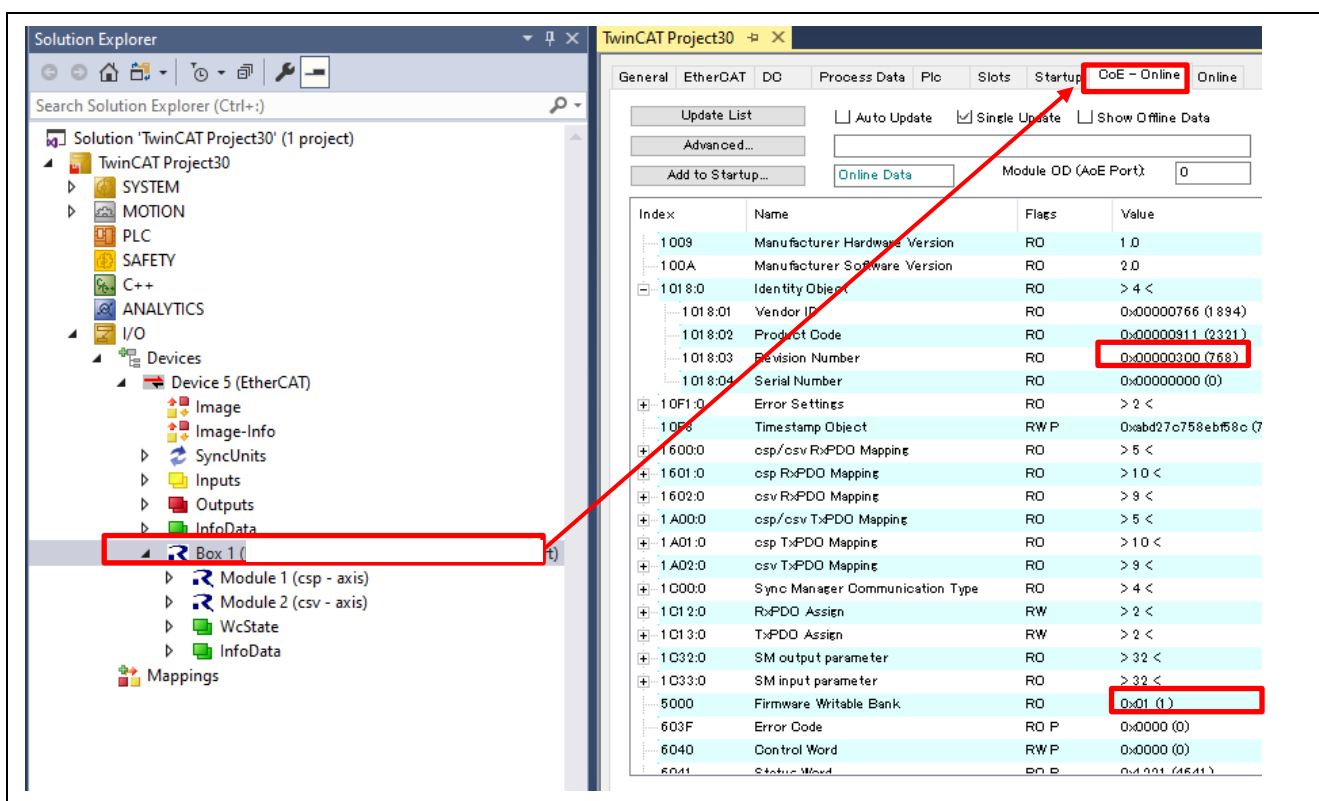 Solution Explorer
Search Solution Explorer (Ctrl+:)
Solution 'TwinCAT Project30' (1 project)
TwinCAT Project30
SYSTEM
MOTION
PLC
SAFETY
C++
ANALYTICS
I/O
Devices
Device 5 (EtherCAT)
Image
Image-Info
SyncUnits
Inputs
Outputs
InfoData
Box 1 ( rt)
Module 1 (csp - axis)
Module 2 (csv - axis)
WcState
InfoData
Mappings
TwinCAT Project30
General EtherCAT DC Process Data Plc Slots Startup CoE - Online Online
Update List Auto Update Single Update Show Offline Data
Advanced...
Add to Startup... Online Data Module OD (AoE Port): 0
Index Name Flags Value
1009 Manufacturer Hardware Version RO 1.0
100A Manufacturer Software Version RO 2.0
1018:0 Identity Object RO > 4 <
1018:01 Vendor ID RO 0x00000766 (1894)
1018:02 Product Code RO 0x00000911 (2321)
1018:03 Revision Number RO 0x00000300 (768)
1018:04 Serial Number RO 0x00000000 (0)
10F1:0 Error Settings RO > 2 <
10F8 Timestamp Object RW P 0xabd27c758ebf58c (7
1600:0 csp/csv RxPDO Mapping RO > 5 <
1601:0 csp RxPDO Mapping RO > 10 <
1602:0 csv RxPDO Mapping RO > 9 <
1A00:0 csp/csv TxPDO Mapping RO > 5 <
1A01:0 csp TxPDO Mapping RO > 10 <
1A02:0 csv TxPDO Mapping RO > 9 <
1C00:0 Sync Manager Communication Type RO > 4 <
1C12:0 RxPDO Assign RW > 2 <
1C13:0 TxPDO Assign RW > 2 <
1C32:0 SM output parameter RO > 32 <
1C33:0 SM input parameter RO > 32 <
5000 Firmware Writable Bank RO 0x01 (1)
603F Error Code RO P 0x0000 (0)
6040 Control Word RW P 0x0000 (0)
6041 Status Word RO P (4641)